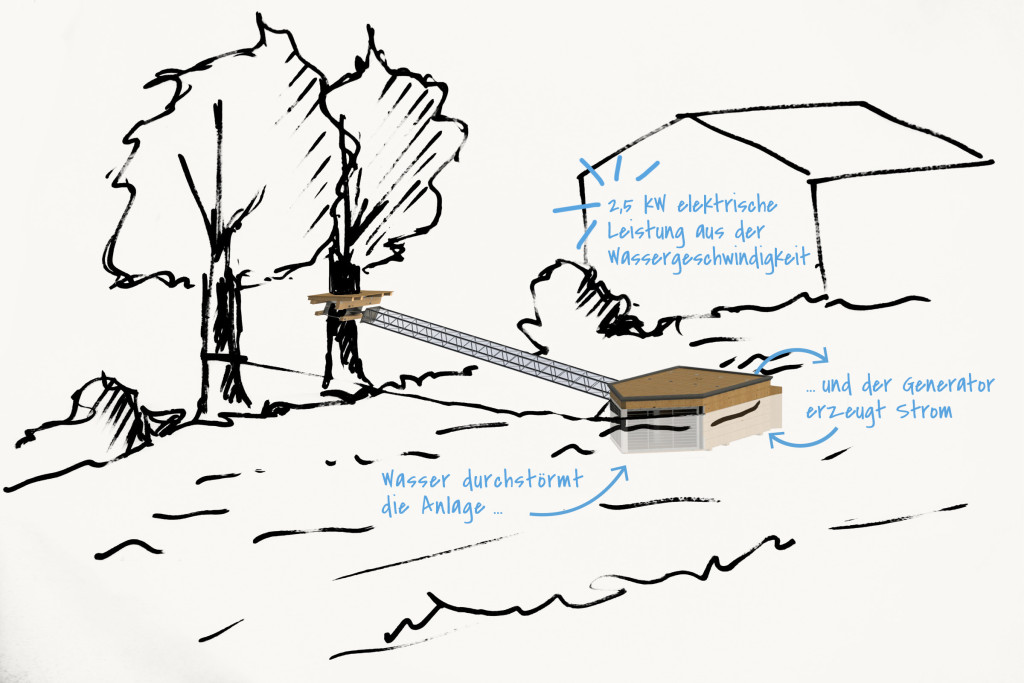 2,5 kW elektrische
Leistung aus der
Wassergeschwindigkeit
... und der Generator
erzeugt Strom
Wasser durchstörmt
die Anlage ...